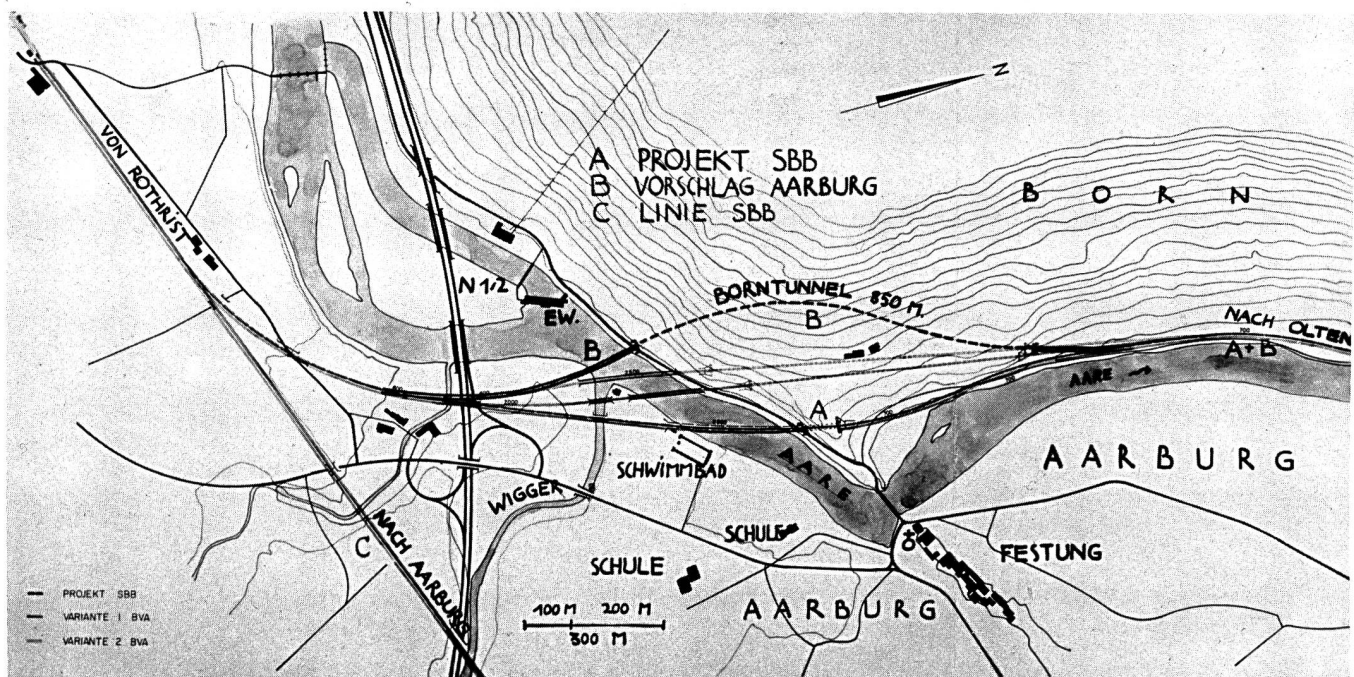 N
A PROJEKT SBB
B VORSCHLAG AARBURG
C LINIE SBB
BORN
VON ROTHRIST
N 1+2
EW.
BORNTUNNEL 850 M.
B
B
NACH OLTEN
700
A+B
AARE
A
700
AARE
AARBURG
SCHWIMMBAD
WIGGER
SCHULE
SCHULE
FESTUNG
C
NACH AARBURG
AARBURG
100 M 200 M
300 M
PROJEKT SBB
VARIANTE 1 BVA
VARIANTE 2 BVA